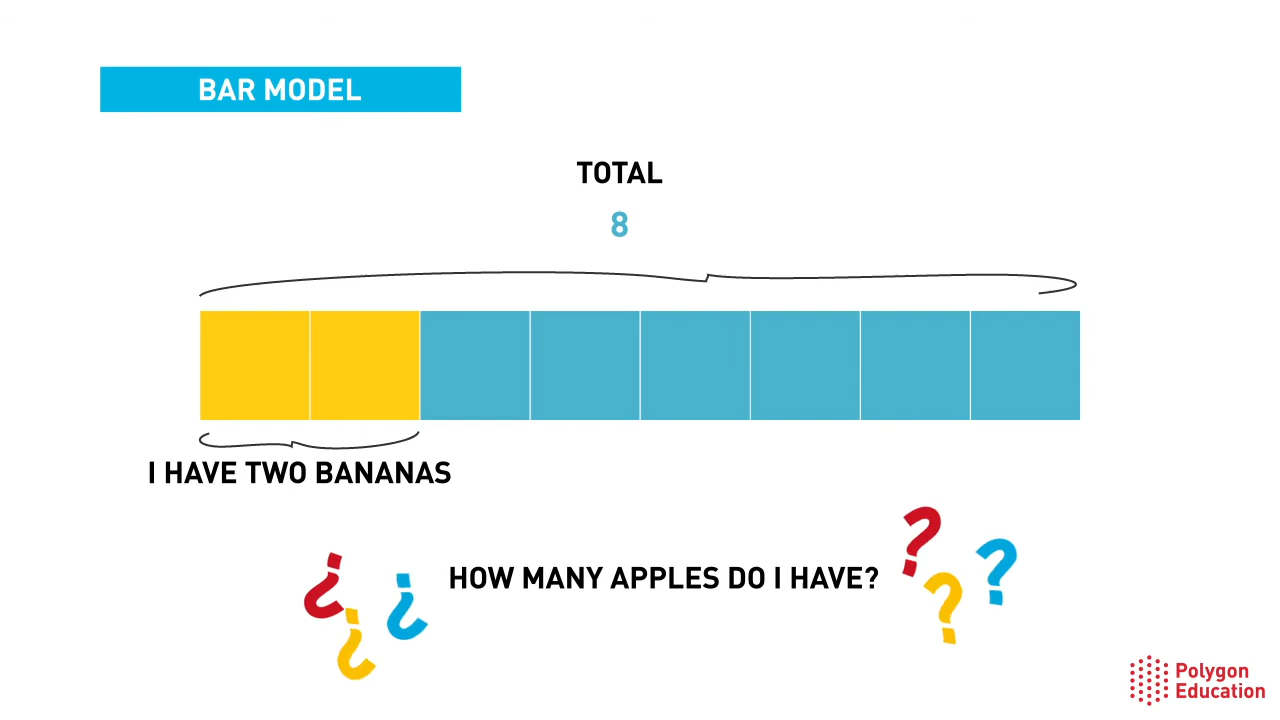 BAR MODEL
TOTAL
8
I HAVE TWO BANANAS
¿ ¿ ¿
HOW MANY APPLES DO I HAVE?
? ? ?
Polygon
Education